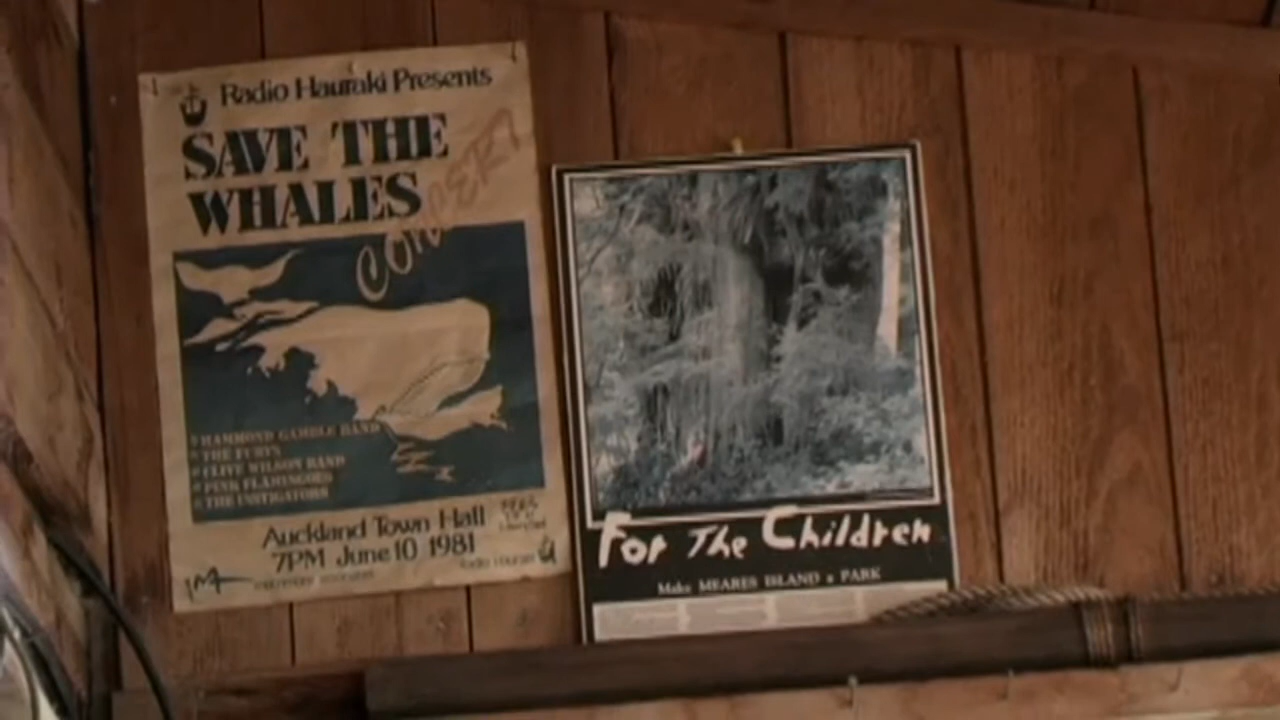 Radio Hauraki Presents
SAVE THE
WHALES
CONCERT
HAMMOND GAMBLE BAND
THE FURYS
CLIVE WILSON BAND
PINK FLAMINGOES
THE INSTIGATORS
Auckland Town Hall
7PM June 10 1981
For The Children
Make MEARES ISLAND a PARK